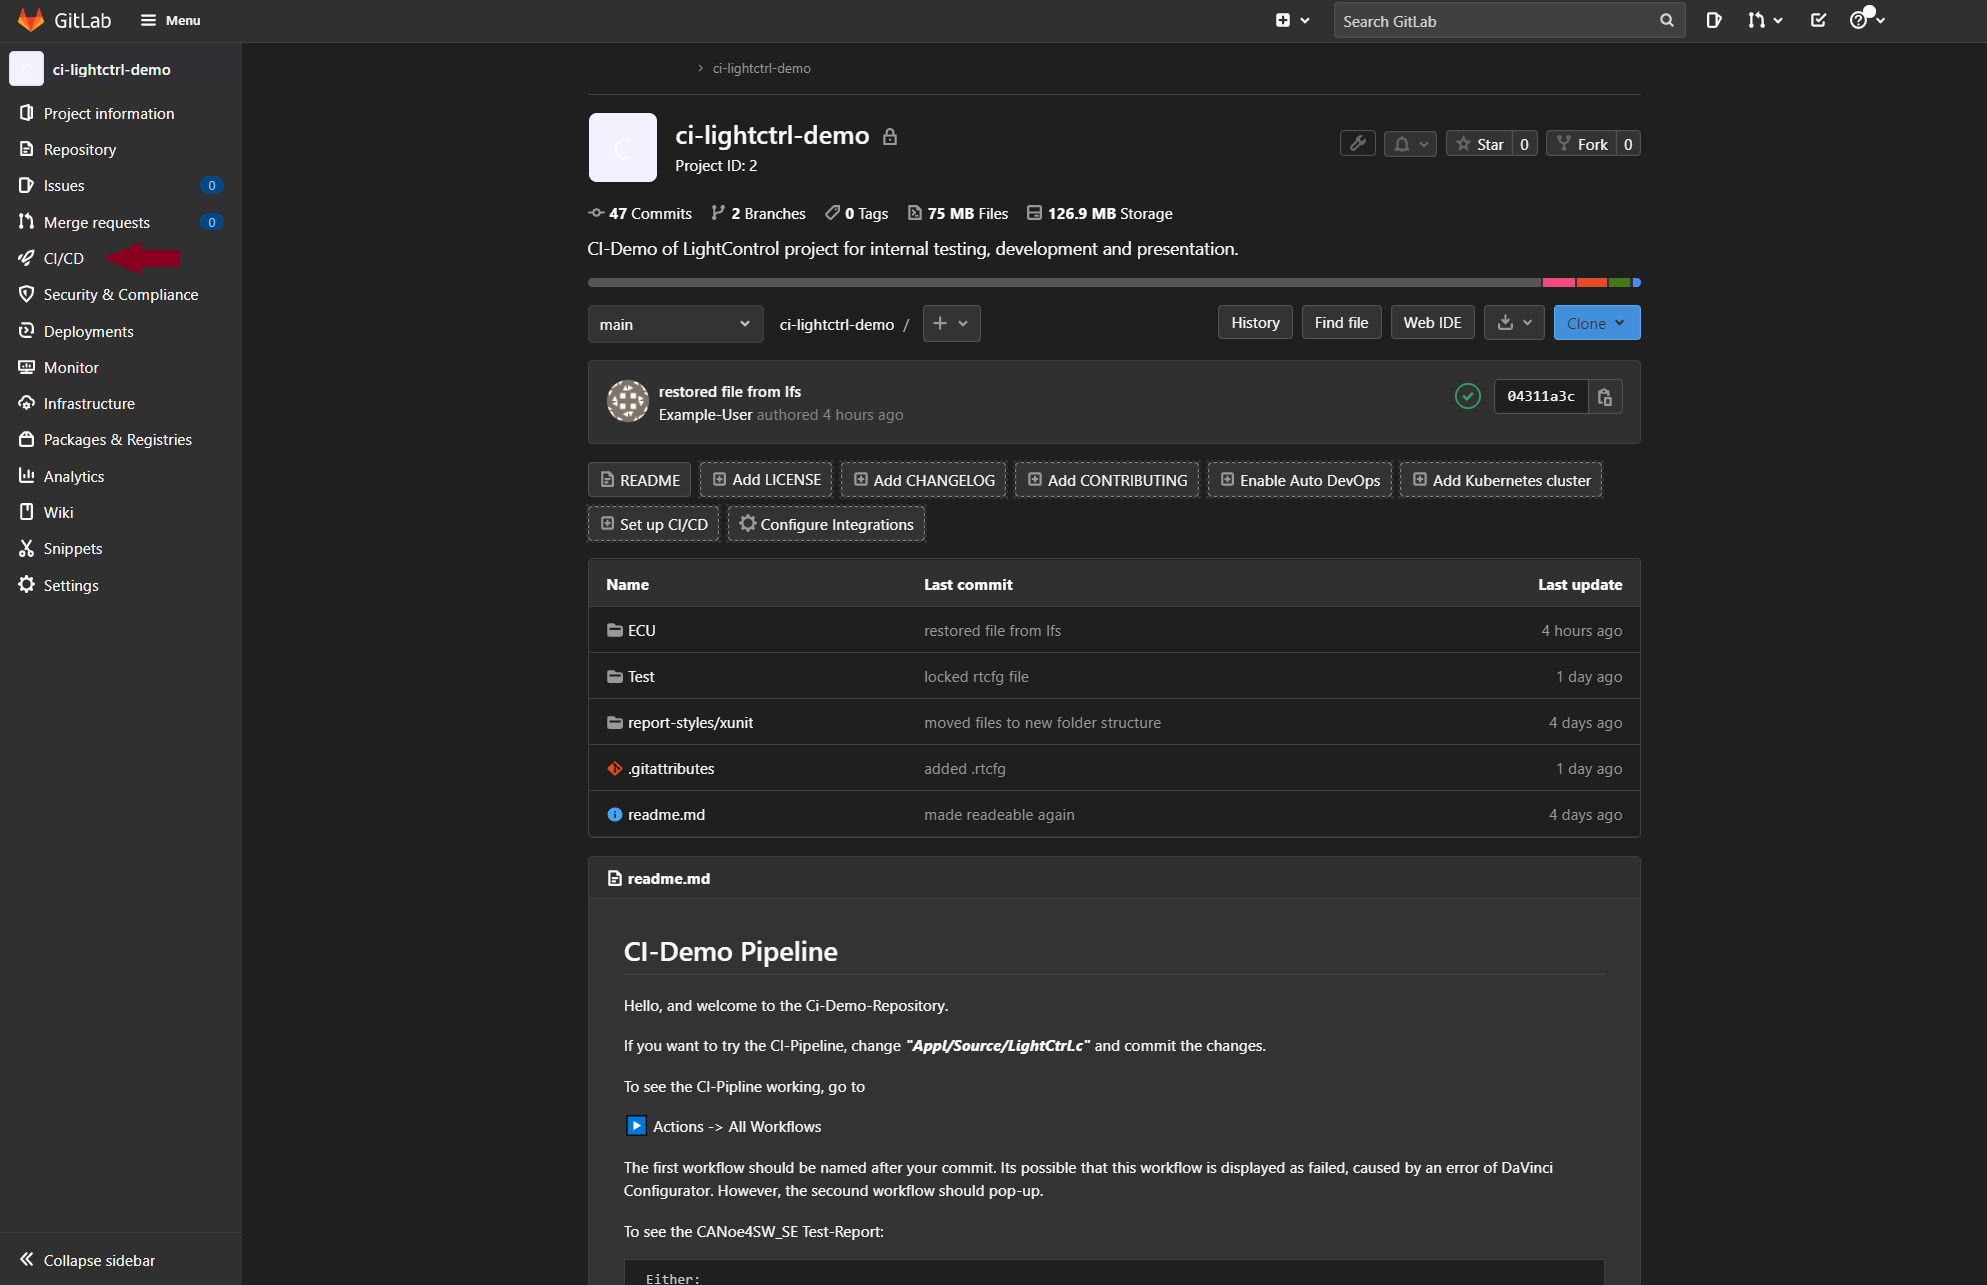 GitLab
Menu
Search GitLab
ci-lightctrl-demo
Project information
Repository
Issues 0
Merge requests 0
CI/CD
Security & Compliance
Deployments
Monitor
Infrastructure
Packages & Registries
Analytics
Wiki
Snippets
Settings
Collapse sidebar
› ci-lightctrl-demo
C
ci-lightctrl-demo
Project ID: 2
Star 0
Fork 0
47 Commits 2 Branches 0 Tags 75 MB Files 126.9 MB Storage
CI-Demo of LightControl project for internal testing, development and presentation.
main
ci-lightctrl-demo /
History
Find file
Web IDE
Clone
restored file from lfs
Example-User authored 4 hours ago
04311a3c
README Add LICENSE Add CHANGELOG Add CONTRIBUTING Enable Auto DevOps Add Kubernetes cluster
Set up CI/CD Configure Integrations
Name Last commit Last update
ECU restored file from lfs 4 hours ago
Test locked rtcfg file 1 day ago
report-styles/xunit moved files to new folder structure 4 days ago
.gitattributes added .rtcfg 1 day ago
readme.md made readeable again 4 days ago
readme.md
CI-Demo Pipeline
Hello, and welcome to the Ci-Demo-Repository.
If you want to try the CI-Pipeline, change "Appl/Source/LightCtrl.c" and commit the changes.
To see the CI-Pipline working, go to
Actions -> All Workflows
The first workflow should be named after your commit. Its possible that this workflow is displayed as failed, caused by an error of DaVinci
Configurator. However, the secound workflow should pop-up.
To see the CANoe4SW_SE Test-Report:
Either: